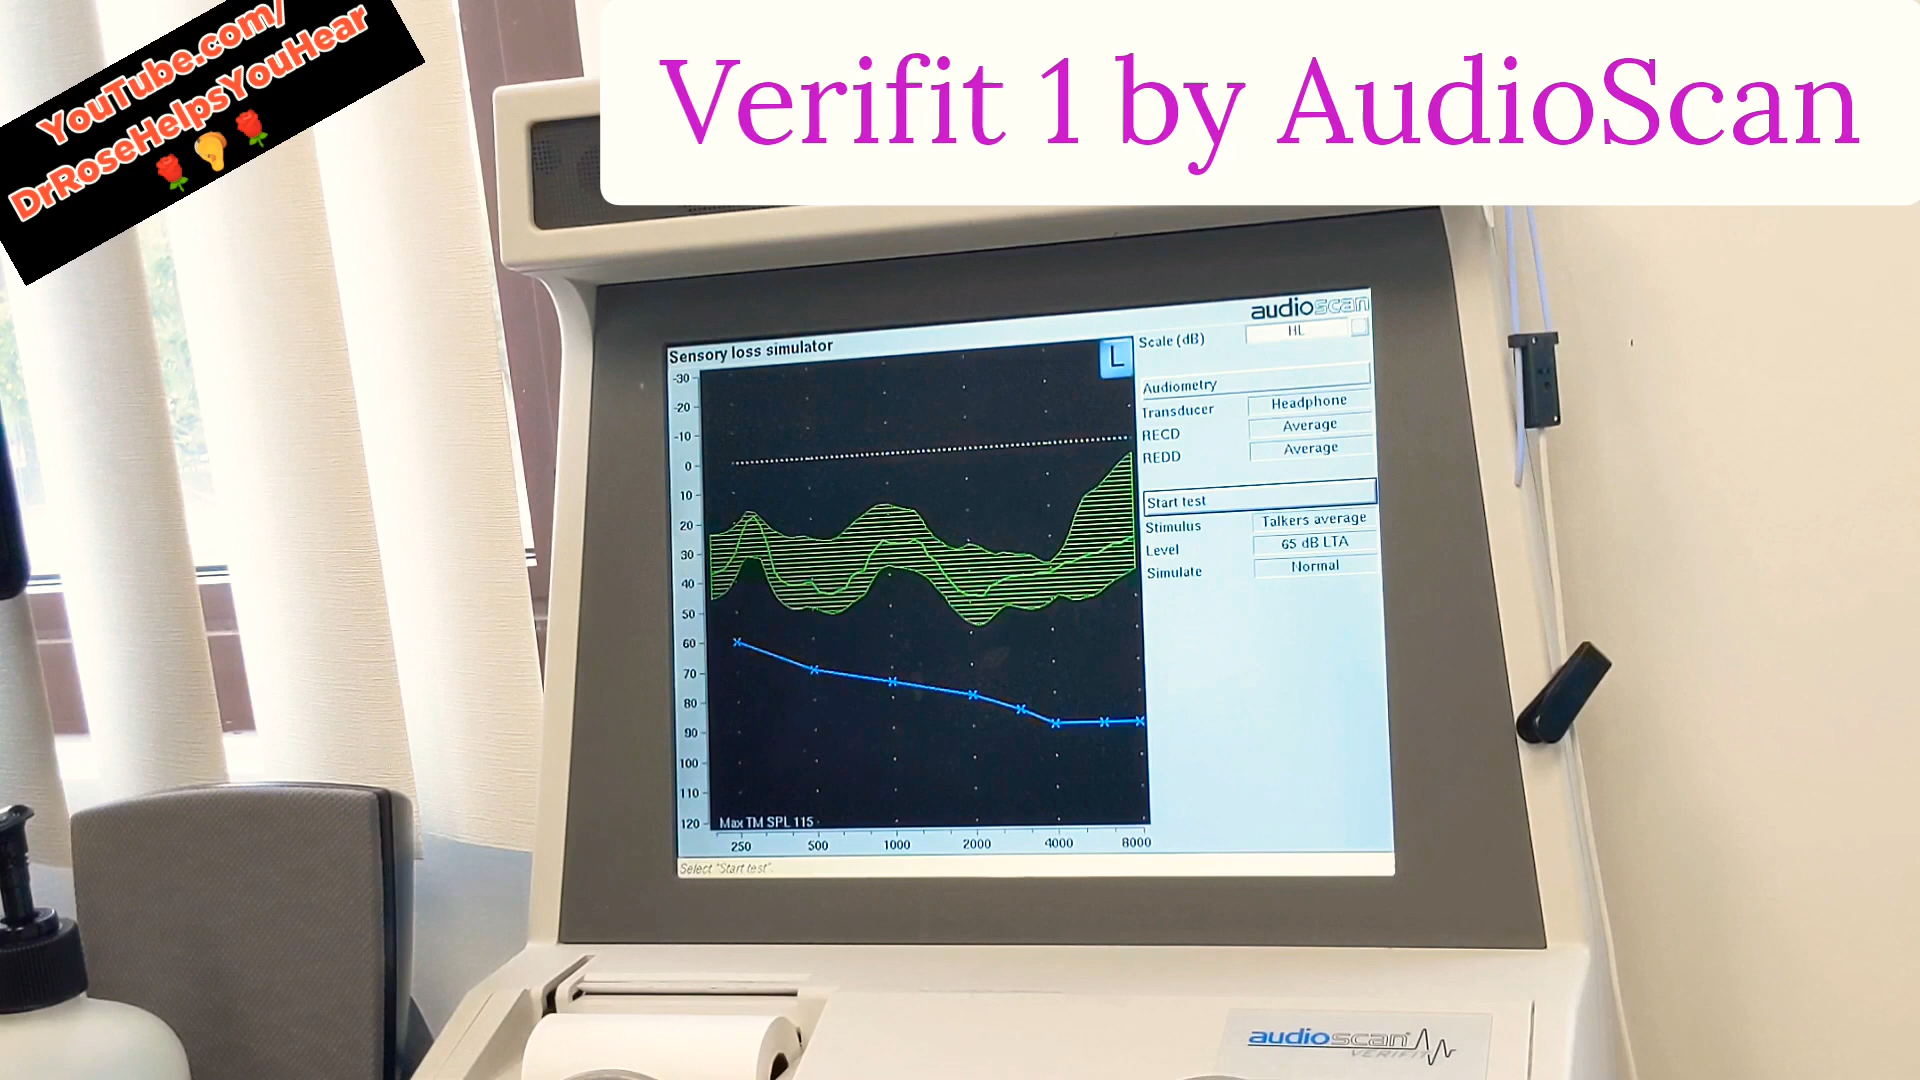 YouTube.com/
DrRoseHelpsYouHear
Verifit 1 by AudioScan
audioscan
Sensory loss simulator
L
Scale (dB) HL
Audiometry
Transducer Headphone
RECD Average
REDD Average
Start test
Stimulus Talkers average
Level 65 dB LTA
Simulate Normal
-30
-20
-10
0
10
20
30
40
50
60
70
80
90
100
110
120
Max TM SPL 115
250 500 1000 2000 4000 8000
Select "Start test".
audioscan
VERIFIT